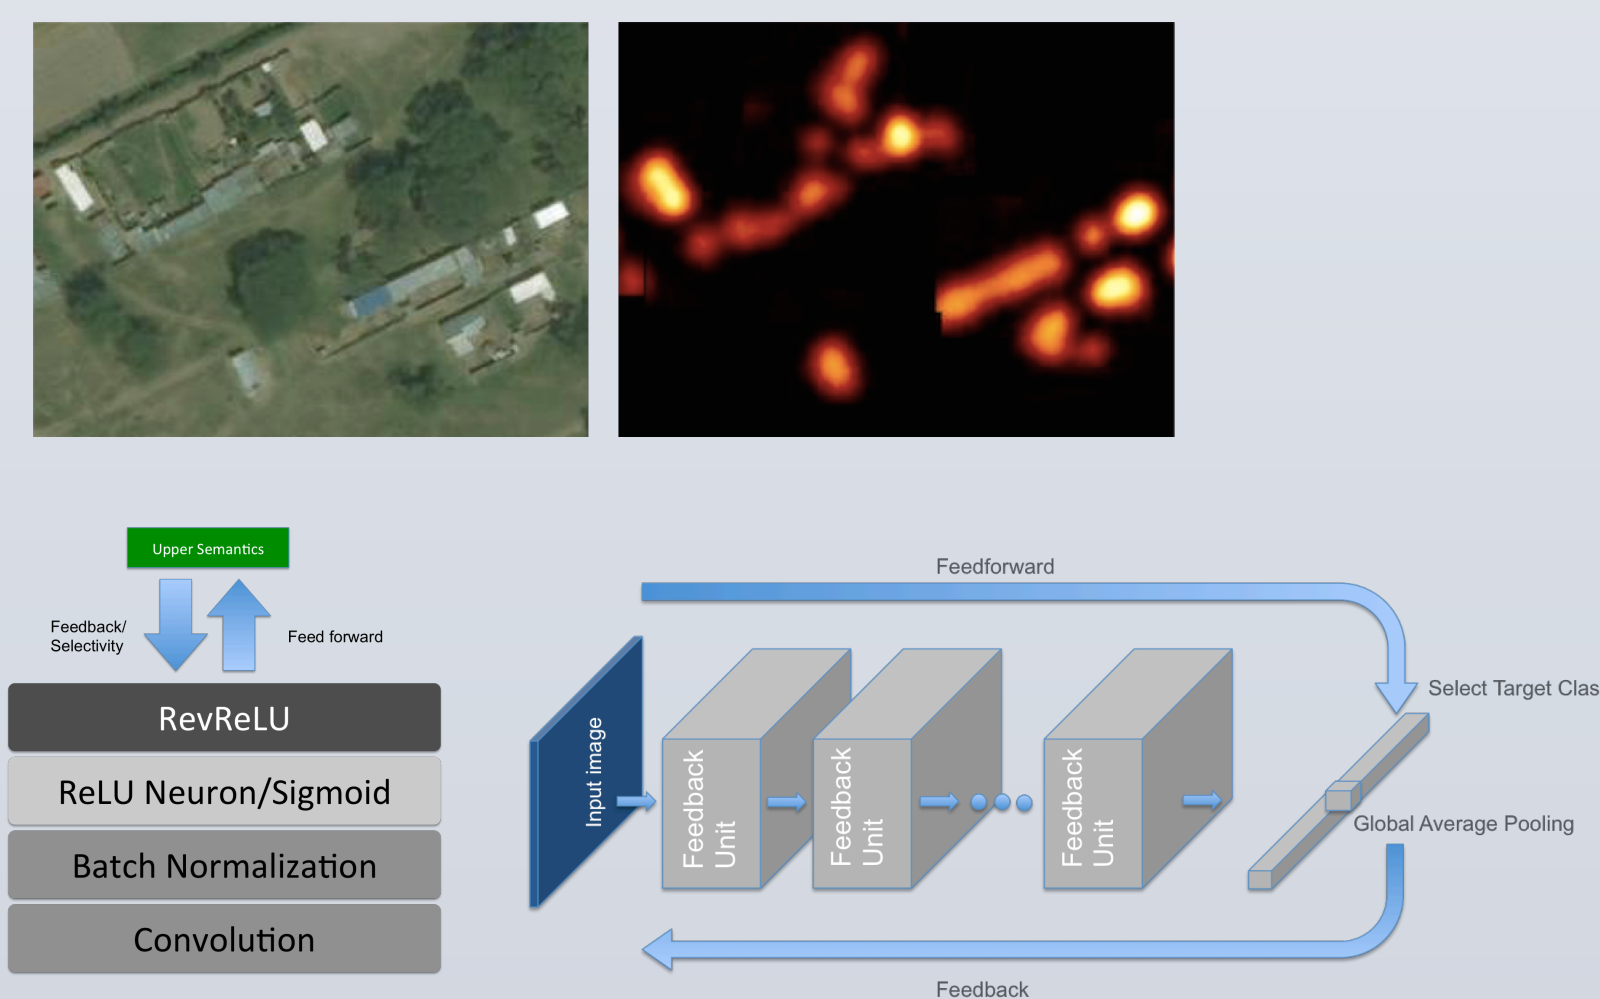 Upper Semantics
Feedback/
Selectivity
Feed forward
RevReLU
ReLU Neuron/Sigmoid
Batch Normalization
Convolution
Feedforward
Input image
Feedback
Unit
Feedback
Unit
Feedback
Unit
Select Target Clas
Global Average Pooling
Feedback